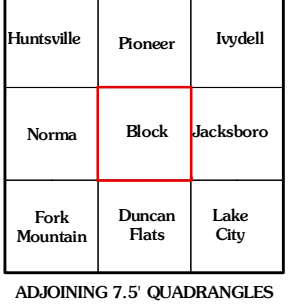 Huntsville Pioneer Ivydell
Norma Block Jacksboro
Fork Mountain Duncan Flats Lake City
ADJOINING 7.5' QUADRANGLES